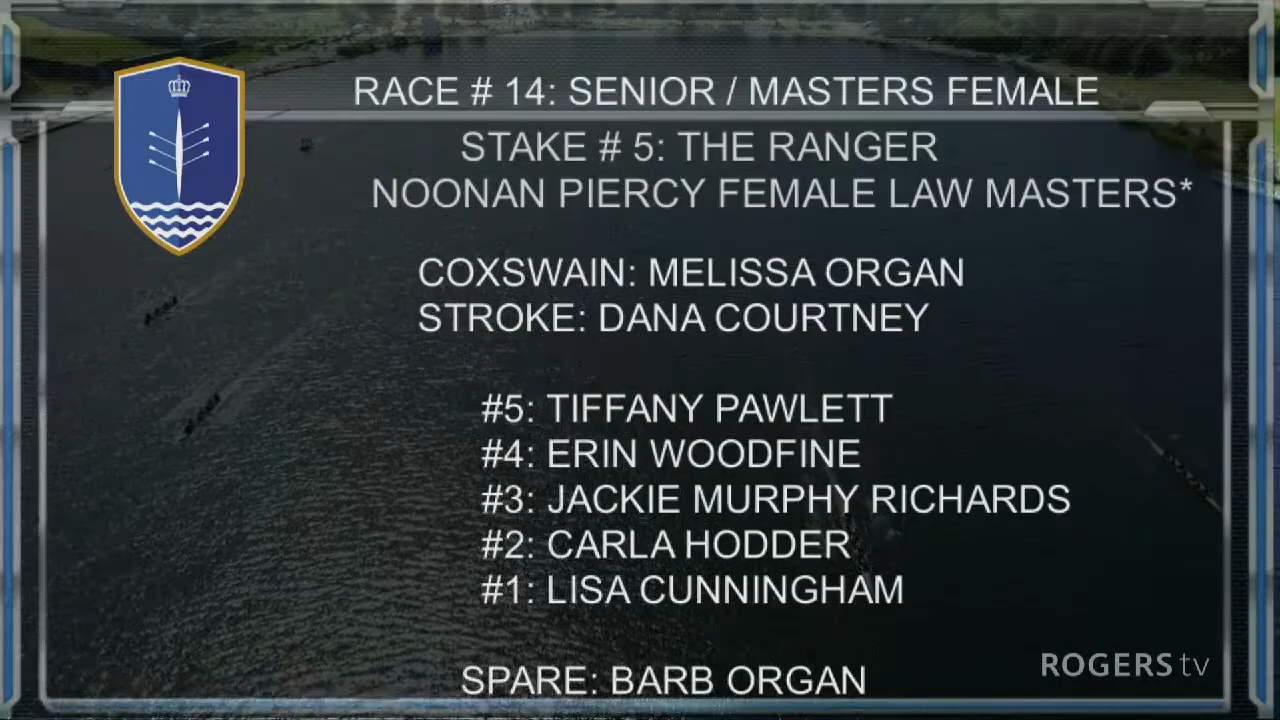 RACE # 14: SENIOR / MASTERS FEMALE
STAKE # 5: THE RANGER
NOONAN PIERCY FEMALE LAW MASTERS*
COXSWAIN: MELISSA ORGAN
STROKE: DANA COURTNEY
#5: TIFFANY PAWLETT
#4: ERIN WOODFINE
#3: JACKIE MURPHY RICHARDS
#2: CARLA HODDER
#1: LISA CUNNINGHAM
SPARE: BARB ORGAN
ROGERS tv